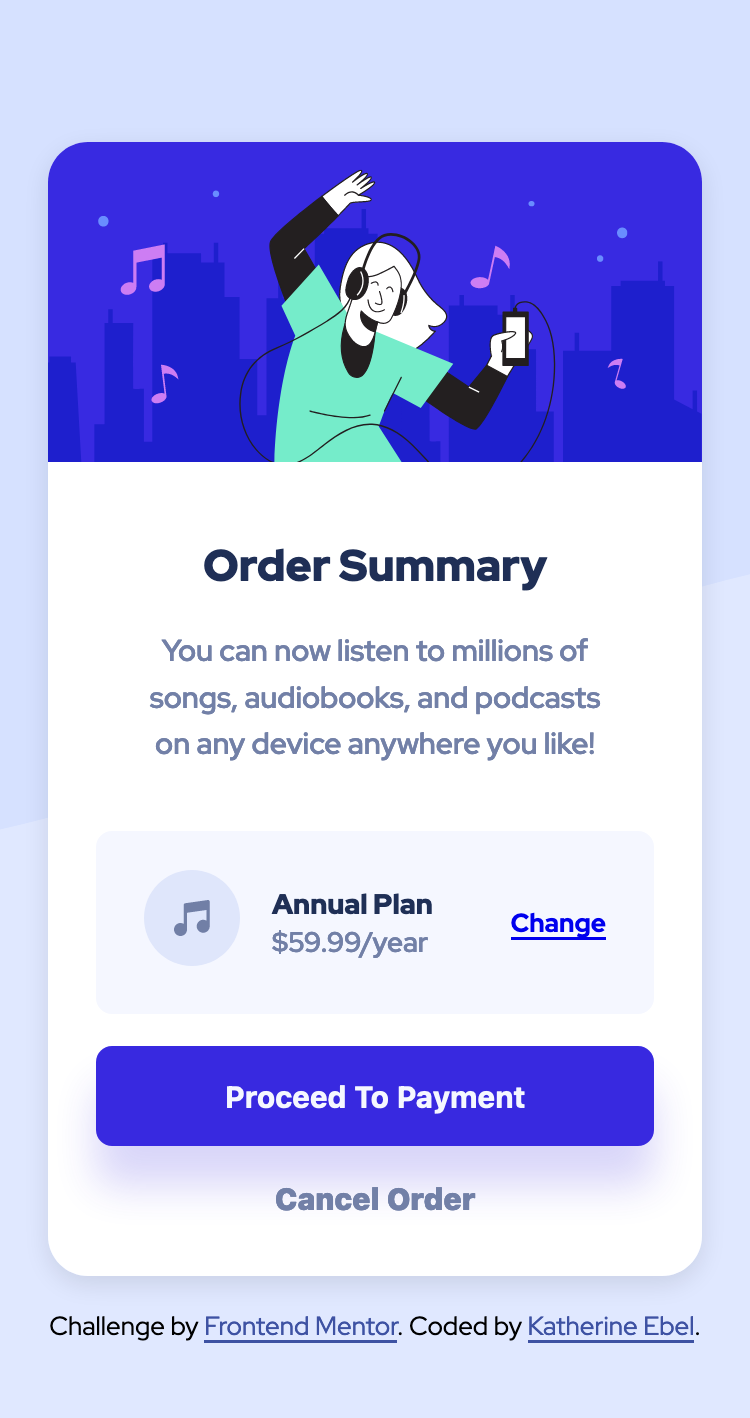 Order Summary
You can now listen to millions of
songs, audiobooks, and podcasts
on any device anywhere you like!
Annual Plan
$59.99/year
Change
Proceed To Payment
Cancel Order
Challenge by Frontend Mentor. Coded by Katherine Ebel.